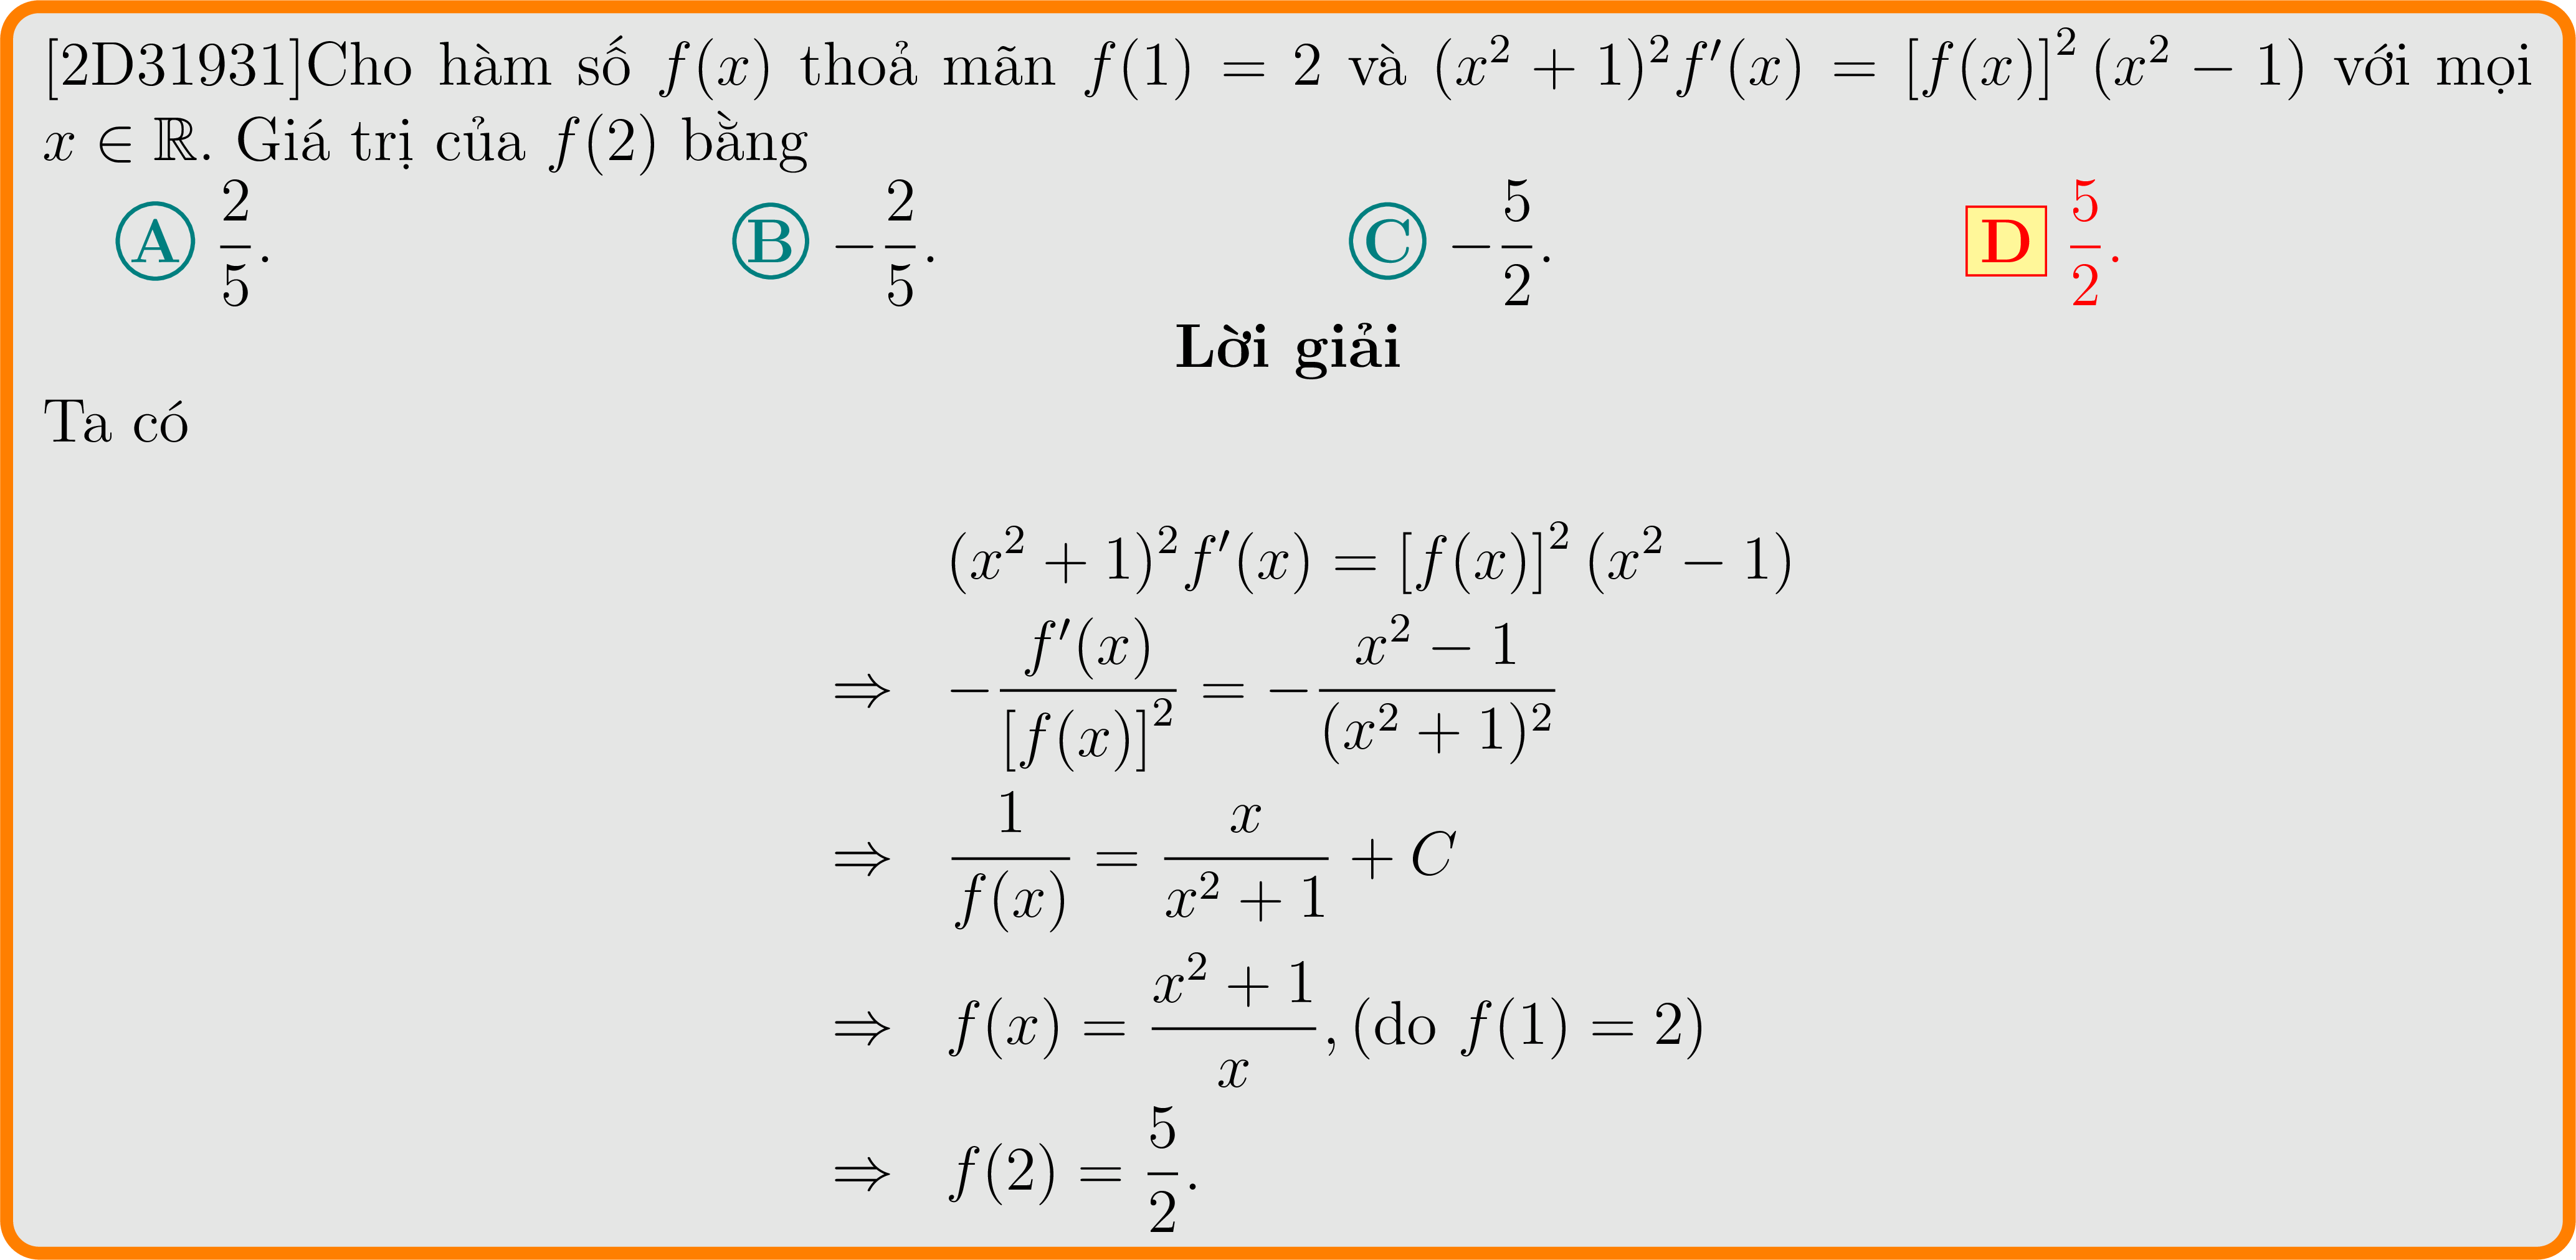 [2D31931]Cho hàm số f(x) thoả mãn f(1) = 2 và (x² + 1)²f′(x) = [f(x)]² (x² − 1) với mọi
x ∈ ℝ. Giá trị của f(2) bằng
A 2/5. B −2/5. C −5/2. D 5/2.
Lời giải
Ta có
(x² + 1)²f′(x) = [f(x)]² (x² − 1)
⇒ −f′(x)/[f(x)]² = −(x² − 1)/(x² + 1)²
⇒ 1/f(x) = x/(x² + 1) + C
⇒ f(x) = (x² + 1)/x, (do f(1) = 2)
⇒ f(2) = 5/2.